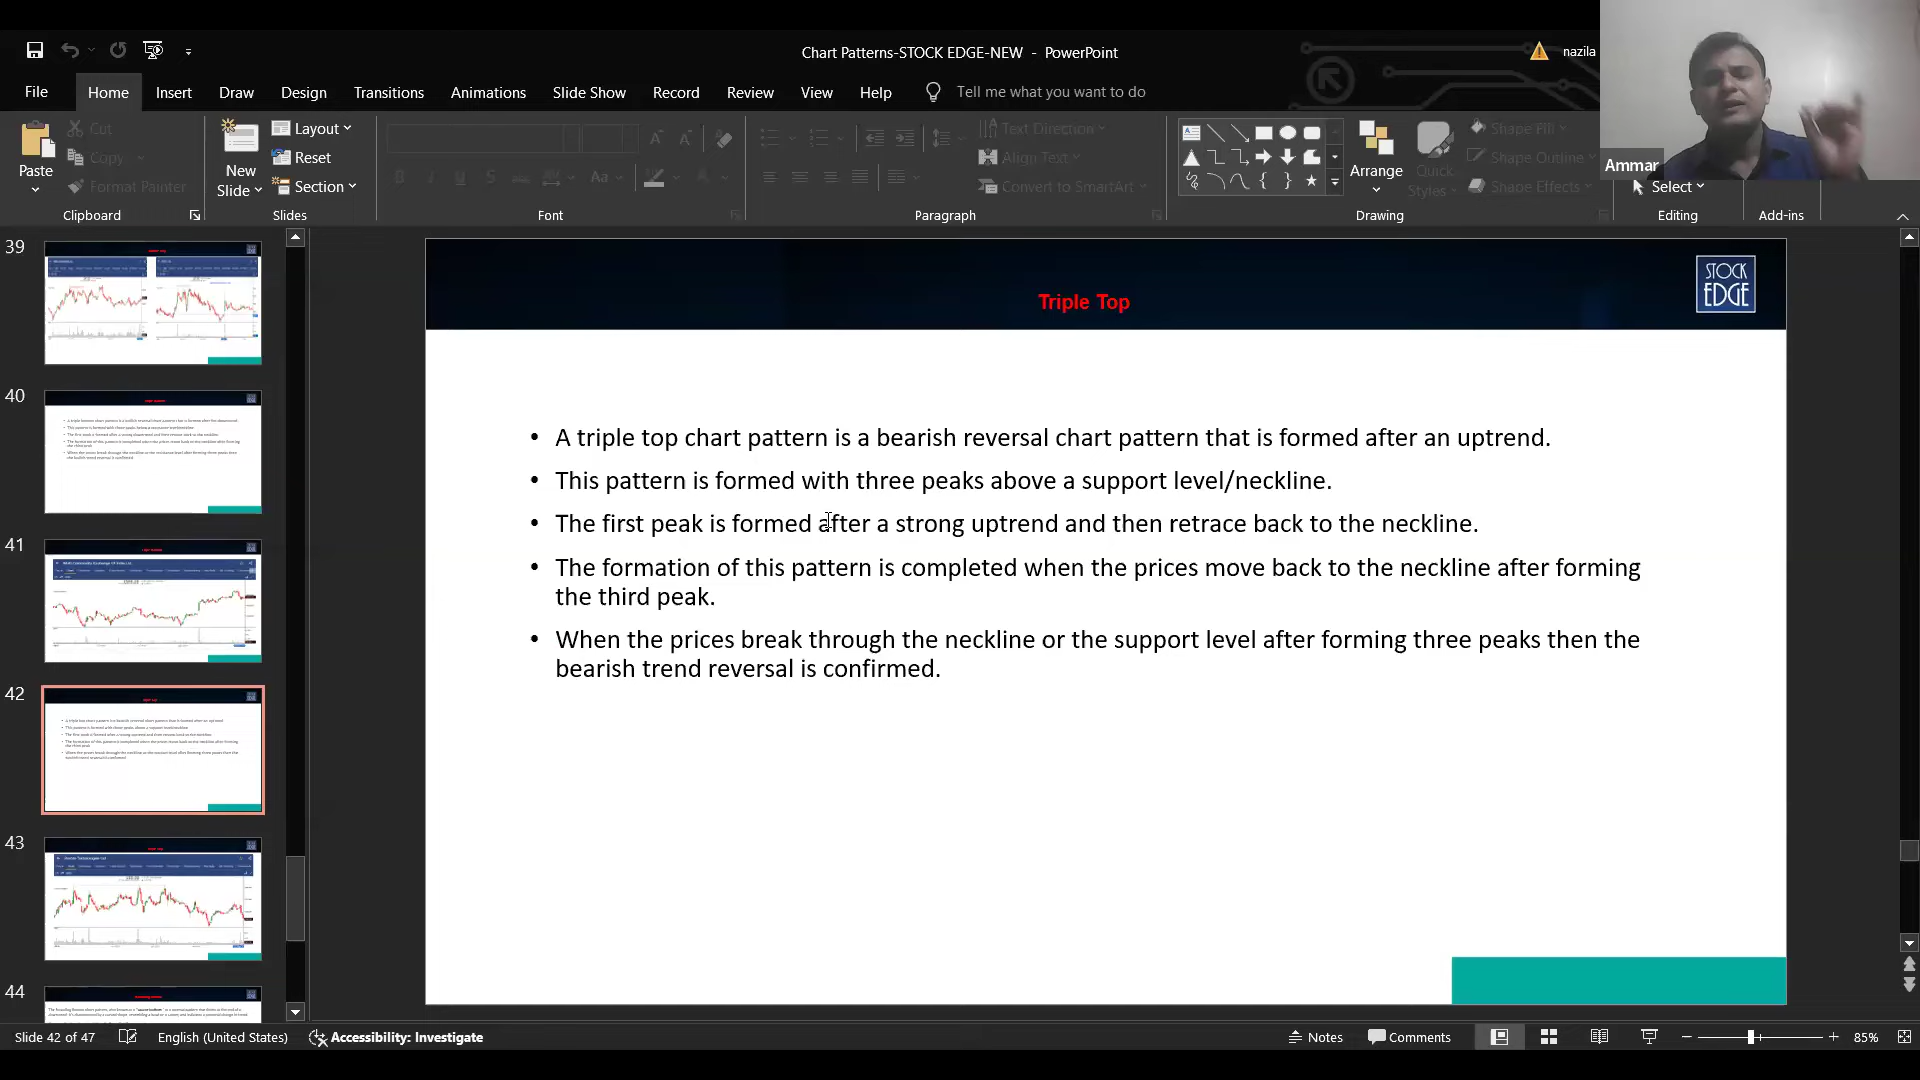 Chart Patterns-STOCK EDGE-NEW - PowerPoint
nazila
File Home Insert Draw Design Transitions Animations Slide Show Record Review View Help Tell me what you want to do
Paste
Cut
Copy
Format Painter
Clipboard
New
Slide
Layout
Reset
Section
Slides
Font
Text Direction
Align Text
Convert to SmartArt
Paragraph
Arrange
Quick
Styles
Shape Fill
Shape Outline
Shape Effects
Drawing
Ammar
Select
Editing
Add-ins
39
40
41
42
43
44
Triple Top
STOCK
EDGE
• A triple top chart pattern is a bearish reversal chart pattern that is formed after an uptrend.
• This pattern is formed with three peaks above a support level/neckline.
• The first peak is formed after a strong uptrend and then retrace back to the neckline.
• The formation of this pattern is completed when the prices move back to the neckline after forming
the third peak.
• When the prices break through the neckline or the support level after forming three peaks then the
bearish trend reversal is confirmed.
Slide 42 of 47 English (United States) Accessibility: Investigate Notes Comments 85%